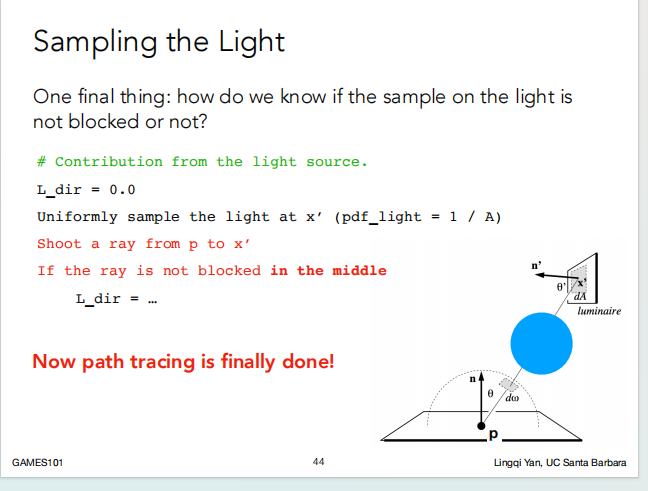 Sampling the Light
One final thing: how do we know if the sample on the light is
not blocked or not?
# Contribution from the light source.
L_dir = 0.0
Uniformly sample the light at x’ (pdf_light = 1 / A)
Shoot a ray from p to x’
If the ray is not blocked in the middle
L_dir = …
n'
x'
θ'
dA
luminaire
Now path tracing is finally done!
n
θ
dω
p
GAMES101
44
Lingqi Yan, UC Santa Barbara